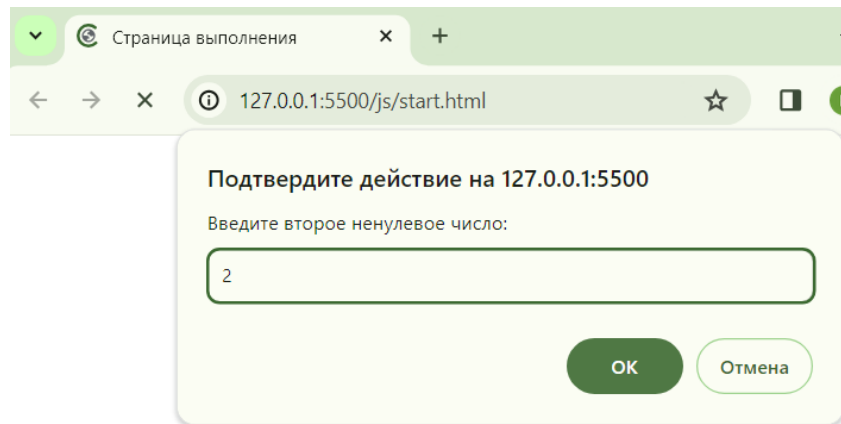 Страница выполнения
127.0.0.1:5500/js/start.html
Подтвердите действие на 127.0.0.1:5500
Введите второе ненулевое число:
2
ОК Отмена